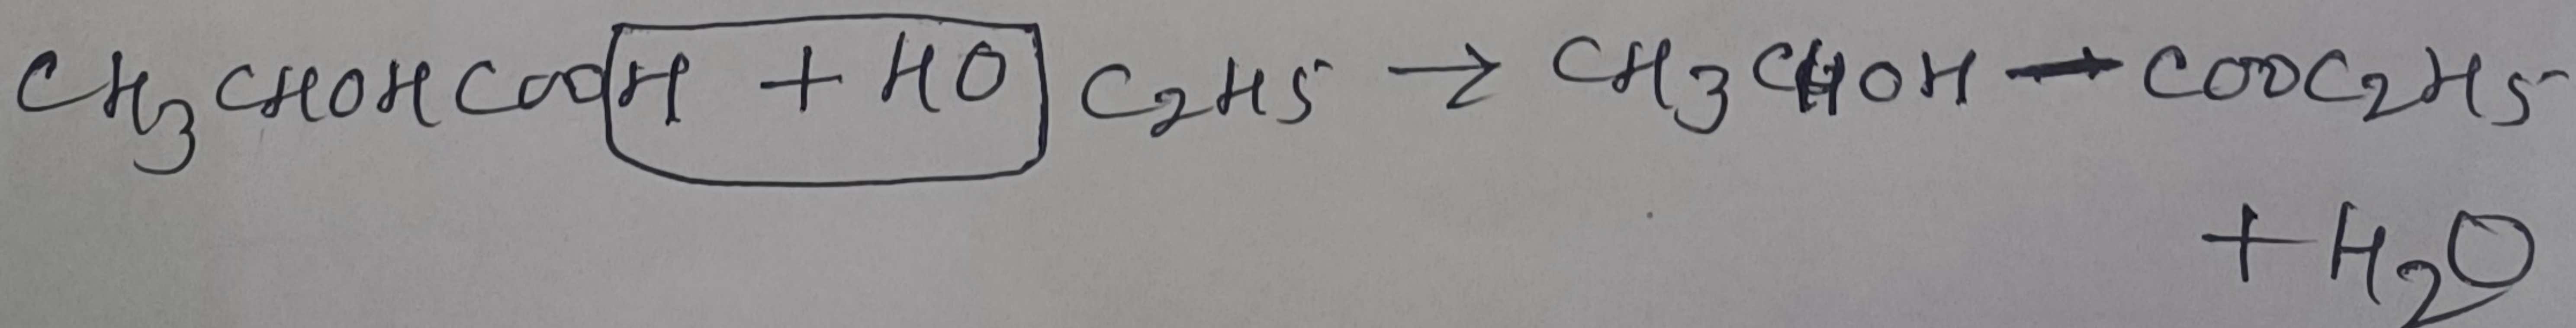 CH₃CHOHCOOH + HO C₂H5 → CH₃CHOH — COOC₂H5
+ H₂O